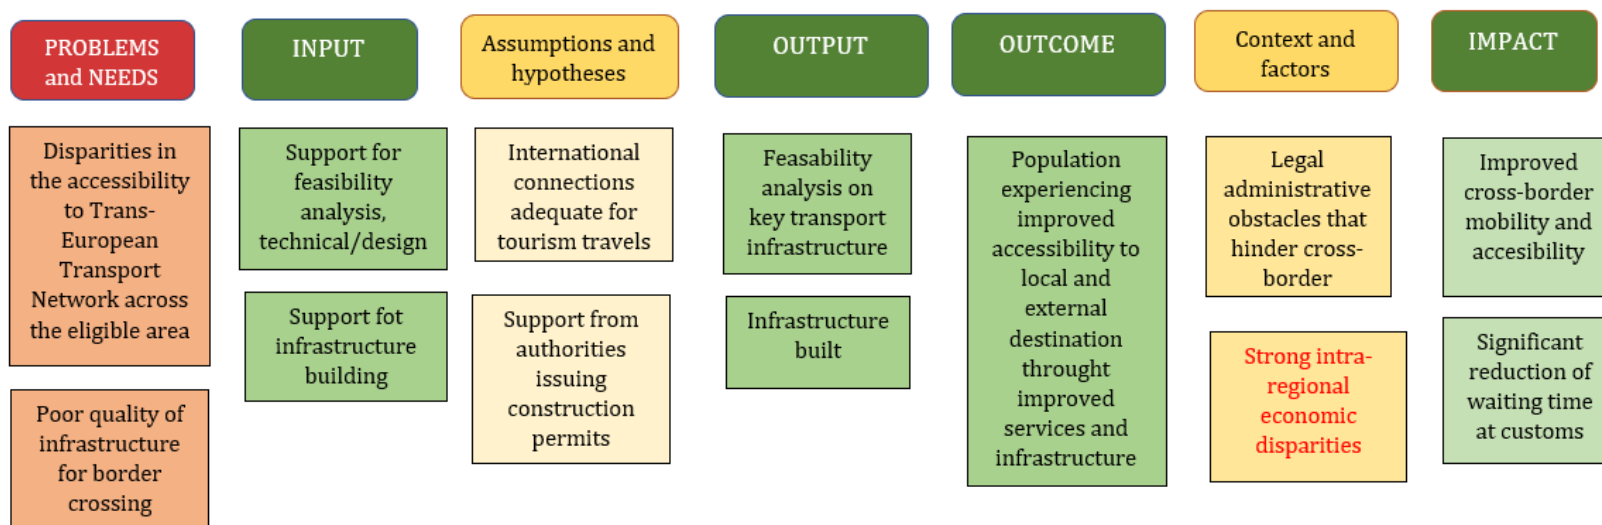 PROBLEMS
and NEEDS
INPUT
Assumptions and
hypotheses
OUTPUT
OUTCOME
Context and
factors
IMPACT
Disparities in
the accessibility
to Trans-
European
Transport
Network across
the eligible area
Poor quality of
infrastructure
for border
crossing
Support for
feasibility
analysis,
technical/design
Support fot
infrastructure
building
International
connections
adequate for
tourism travels
Support from
authorities
issuing
construction
permits
Feasability
analysis on
key transport
infrastructure
Infrastructure
built
Population
experiencing
improved
accessibility to
local and
external
destination
throught
improved
services and
infrastructure
Legal
administrative
obstacles that
hinder cross-
border
Strong intra-
regional
economic
disparities
Improved
cross-border
mobility and
accesibility
Significant
reduction of
waiting time
at customs